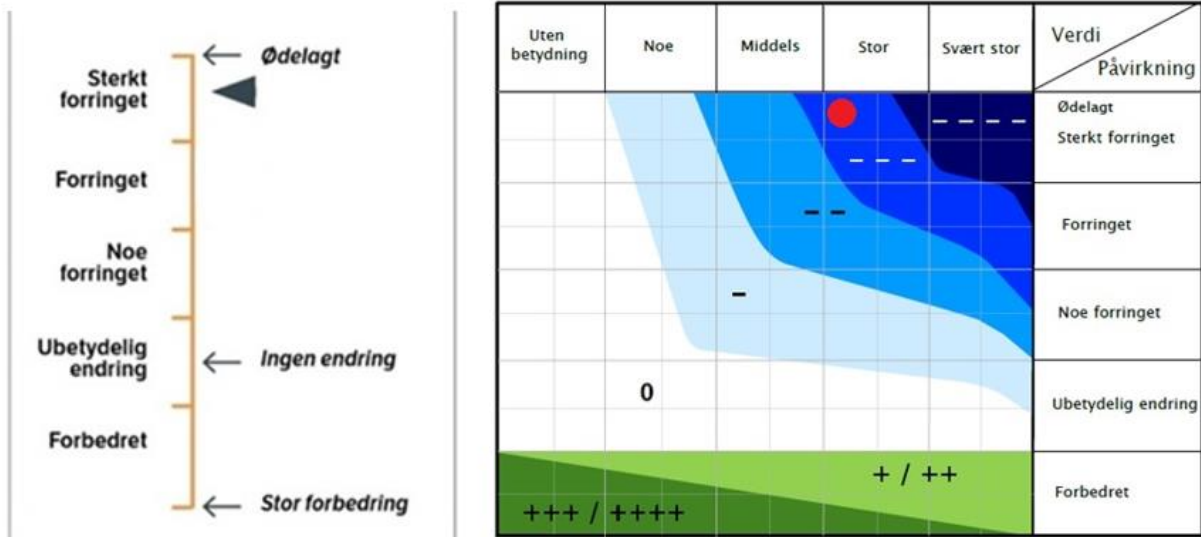 Ødelagt
Sterkt
forringet
Forringet
Noe
forringet
Ubetydelig
endring
Ingen endring
Forbedret
Stor forbedring
Uten
betydning
Noe
Middels
Stor
Svært stor
Verdi
Påvirkning
Ødelagt
Sterkt forringet
Forringet
Noe forringet
Ubetydelig endring
Forbedret
– – – –
– – –
– –
–
0
+ / ++
+++ / ++++